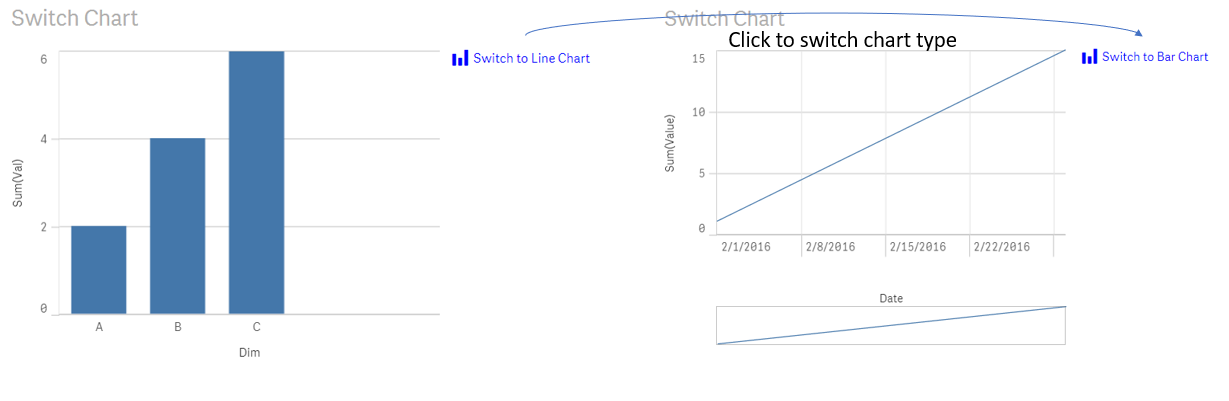 Switch Chart
Switch to Line Chart
6
4
2
0
Sum(Val)
A B C
Dim
Switch Chart
Click to switch chart type
Switch to Bar Chart
15
10
5
0
Sum(Value)
2/1/2016 2/8/2016 2/15/2016 2/22/2016
Date